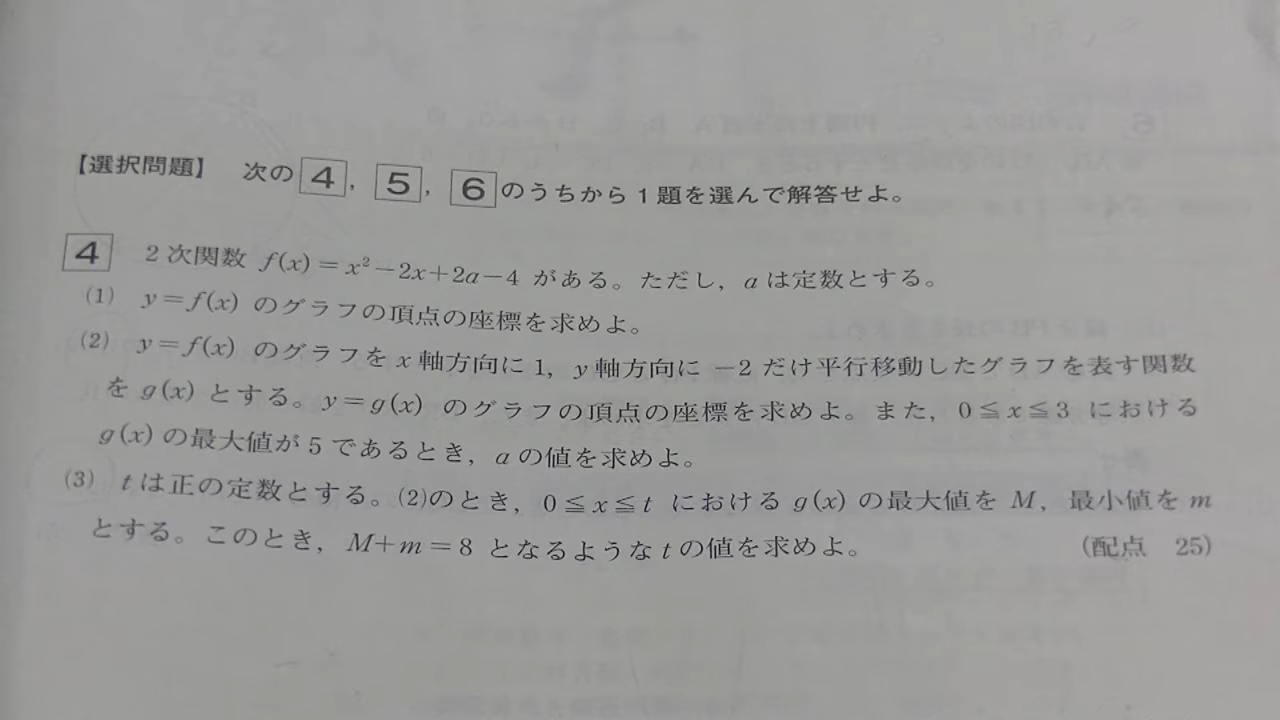 【選択問題】 次の 4 , 5 , 6 のうちから1題を選んで解答せよ。
4 2次関数 f(x)=x²−2x+2a−4 がある。ただし，a は定数とする。
(1) y=f(x) のグラフの頂点の座標を求めよ。
(2) y=f(x) のグラフを x 軸方向に 1，y 軸方向に −2 だけ平行移動したグラフを表す関数
を g(x) とする。y=g(x) のグラフの頂点の座標を求めよ。また，0≦x≦3 における
g(x) の最大値が 5 であるとき，a の値を求めよ。
(3) t は正の定数とする。(2)のとき，0≦x≦t における g(x) の最大値を M，最小値を m
とする。このとき，M+m=8 となるような t の値を求めよ。 (配点 25)